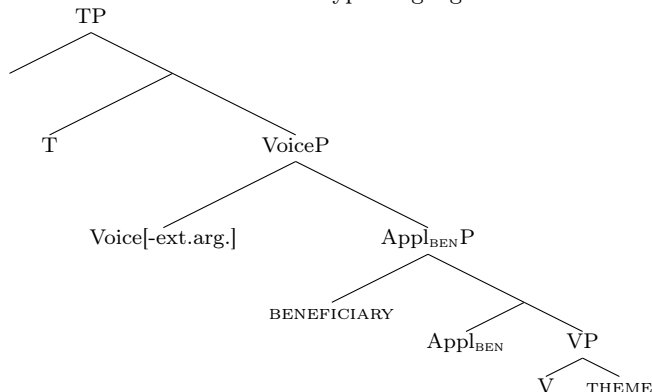 TP
T VoiceP
Voice[-ext.arg.] ApplBENP
BENEFICIARY
ApplBEN VP
V THEME